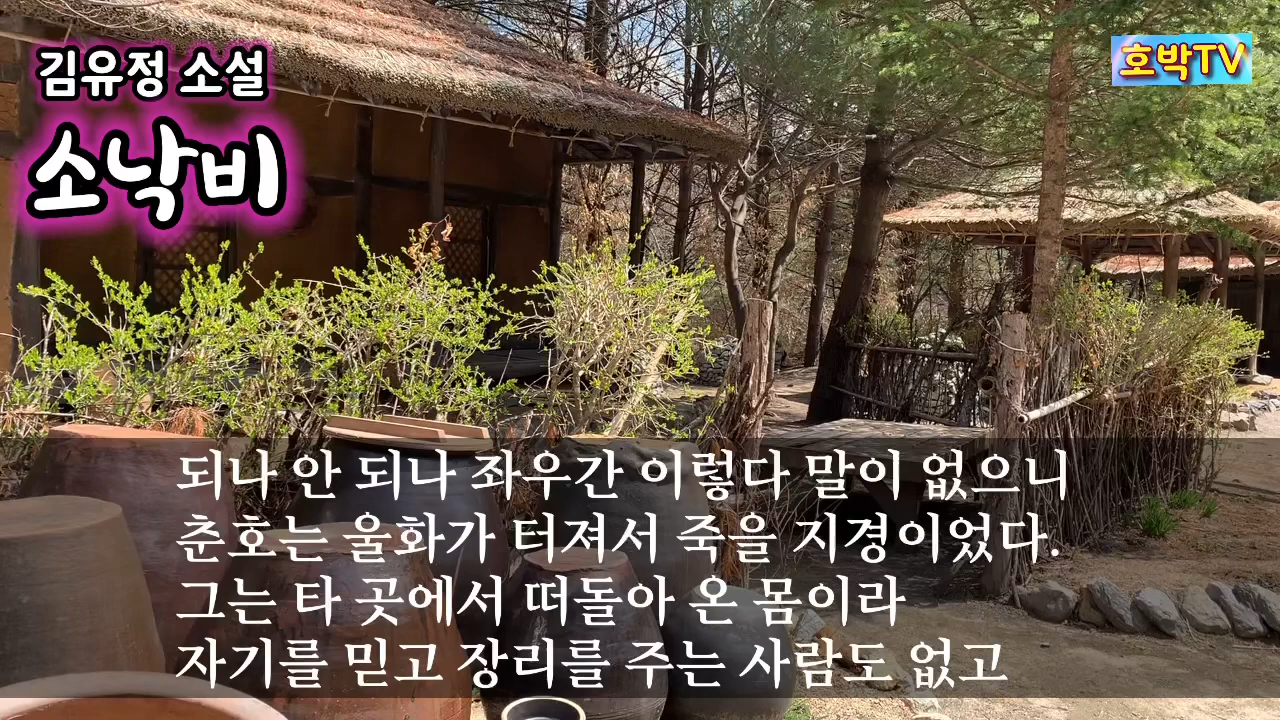 김유정 소설
소낙비
호박TV
되나 안 되나 좌우간 이렇다 말이 없으니
춘호는 울화가 터져서 죽을 지경이었다.
그는 타 곳에서 떠돌아 온 몸이라
자기를 믿고 장리를 주는 사람도 없고